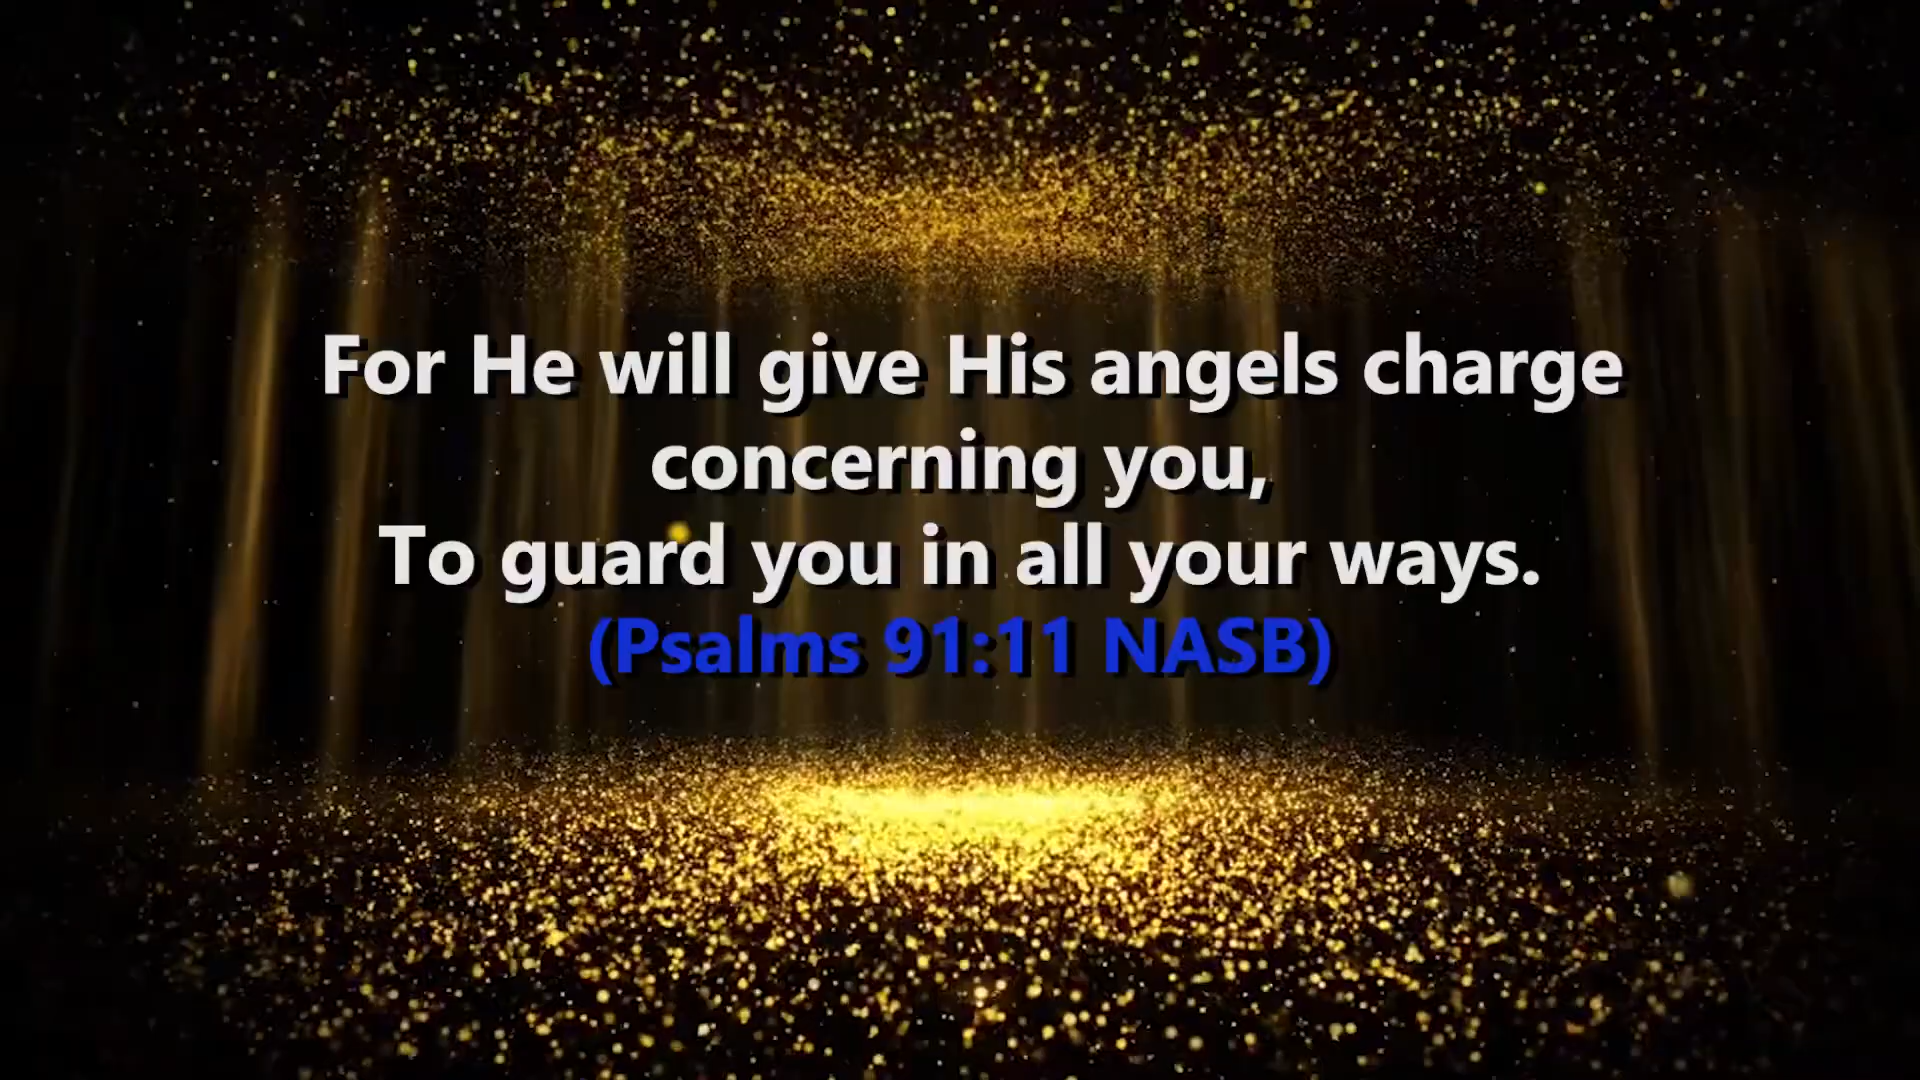 For He will give His angels charge
concerning you,
To guard you in all your ways.
(Psalms 91:11 NASB)